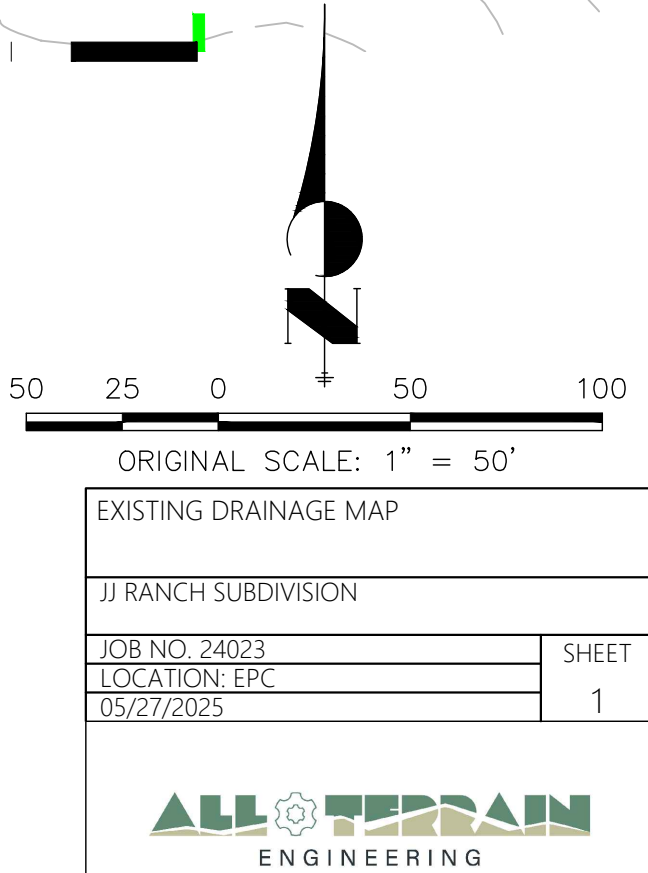 N
50 25 0 50 100
ORIGINAL SCALE: 1" = 50'
EXISTING DRAINAGE MAP
JJ RANCH SUBDIVISION
JOB NO. 24023
LOCATION: EPC
05/27/2025
SHEET
1
ALL TERRAIN
ENGINEERING